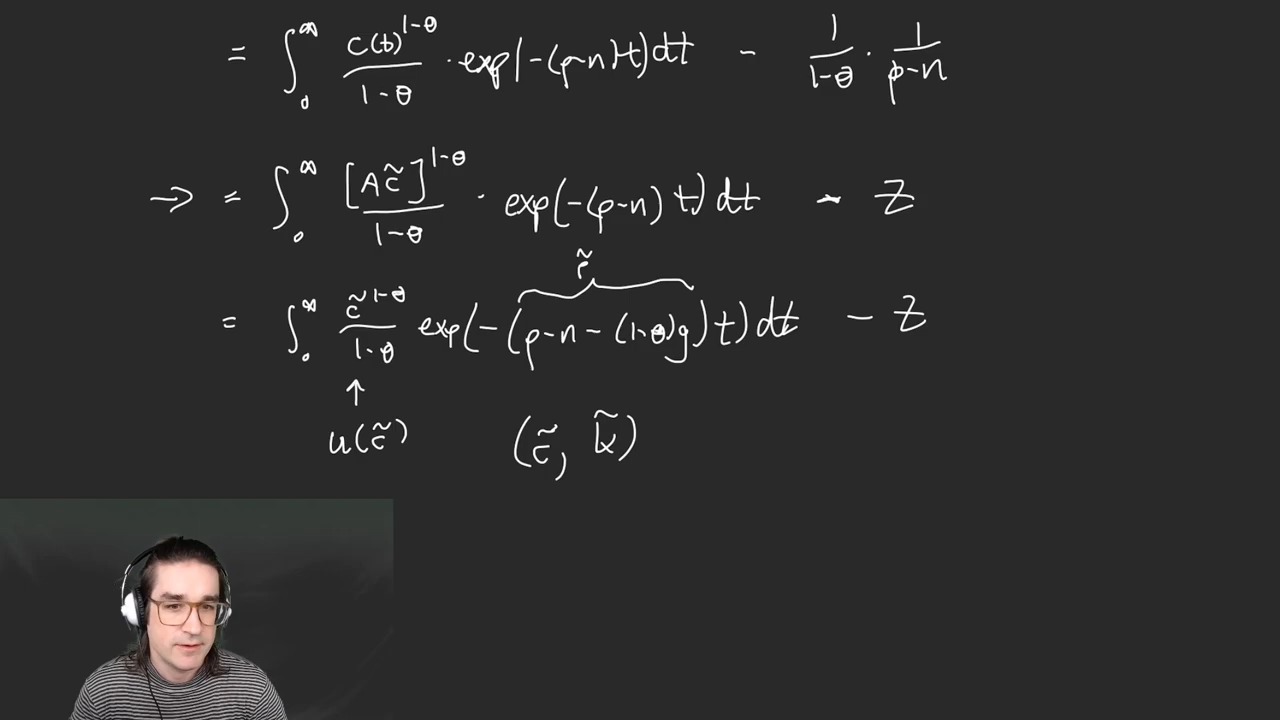 = ∫₀^∞ c(t)^{1-θ}/(1-θ) · exp(-(ρ-n)t)dt - 1/(1-θ) · 1/(ρ-n)
→ = ∫₀^∞ [Ac̃]^{1-θ}/(1-θ) · exp(-(ρ-n)t)dt - Z
ρ̃
= ∫₀^∞ c̃^{1-θ}/(1-θ) exp(-(ρ-n-(1-θ)g)t)dt - Z
↑
u(c̃) (c̃, k̃)